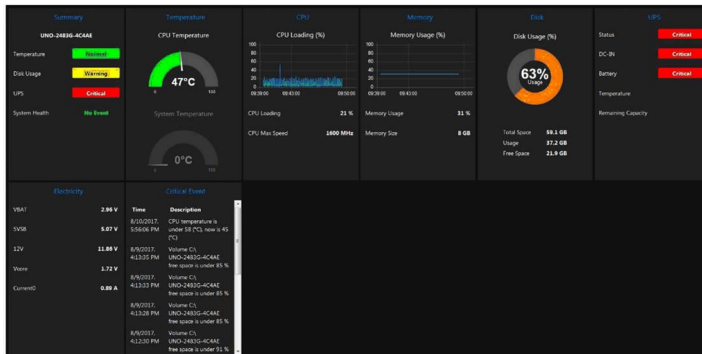 Summary
UNO-2483G-4C4AE
Temperature Normal
Disk Usage Warning
UPS Critical
System Health No Event
Temperature
CPU Temperature
47°C
0 100
System Temperature
0°C
0 100
CPU
CPU Loading (%)
100
80
60
40
20
0
09:39:00 09:43:00 09:50:00
CPU Loading 21 %
CPU Max Speed 1600 MHz
Memory
Memory Usage (%)
100
80
60
40
20
0
09:39:00 09:43:00 09:50:00
Memory Usage 31 %
Memory Size 8 GB
Disk
Disk Usage (%)
63%
Usage
Total Space 59.1 GB
Usage 37.2 GB
Free Space 21.9 GB
UPS
Status Critical
DC-IN Critical
Battery Critical
Temperature
Remaining Capacity
Electricity
VBAT 2.96 V
5VSB 5.07 V
12V 11.86 V
Vcore 1.72 V
Current0 0.89 A
Critical Event
Time Description
8/10/2017, CPU temperature is
5:56:06 PM under 58 (°C), now is 45
(°C)
8/9/2017, Volume C:\
4:13:35 PM UNO-2483G-4C4AE
free space is under 85 %
8/9/2017, Volume C:\
4:13:33 PM UNO-2483G-4C4AE
free space is under 85 %
8/9/2017, Volume C:\
4:13:28 PM UNO-2483G-4C4AE
free space is under 85 %
8/9/2017, Volume C:\
4:12:30 PM UNO-2483G-4C4AE
free space is under 91 %